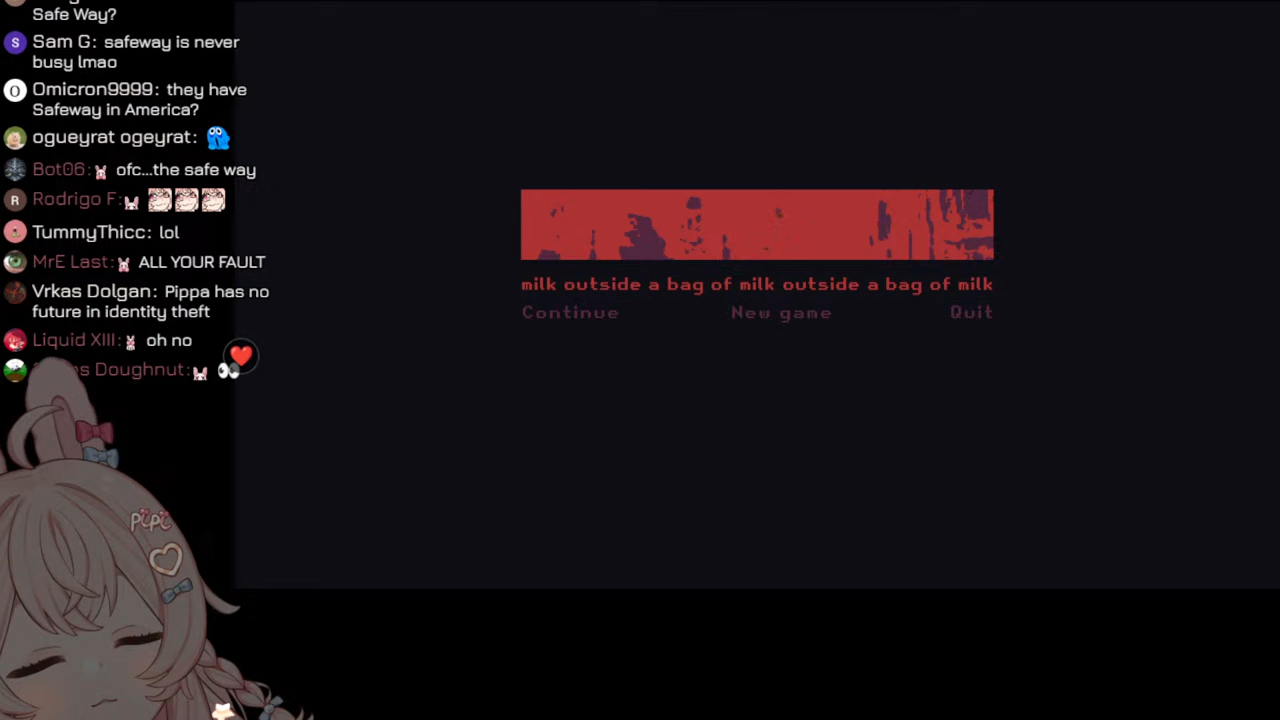 Safe Way?
Sam G: safeway is never
busy lmao
Omicron9999: they have
Safeway in America?
ogueyrat ogeyrat:
Bot06: ofc...the safe way
Rodrigo F:
TummyThicc: lol
MrE Last: ALL YOUR FAULT
Vrkas Dolgan: Pippa has no
future in identity theft
Liquid XIII: oh no
Doughnut:
milk outside a bag of milk outside a bag of milk
Continue New game Quit
pipi